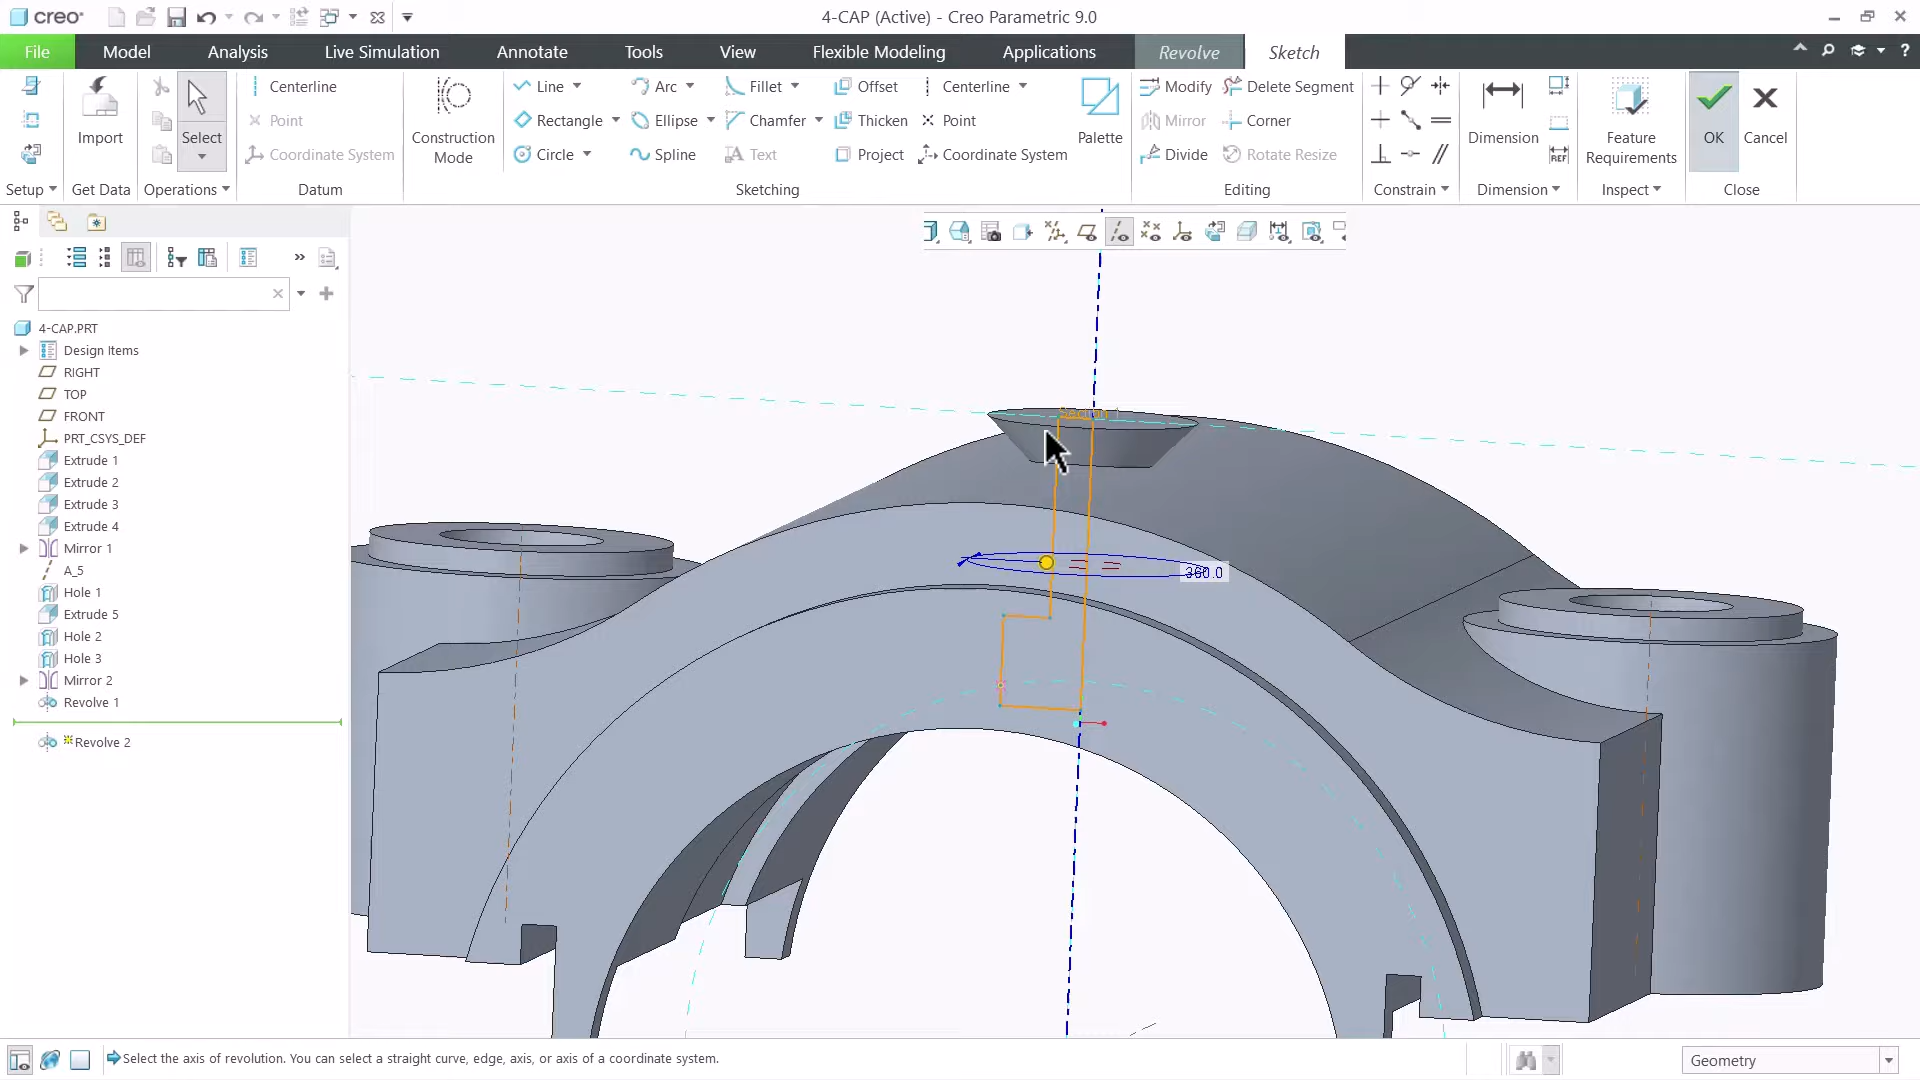 creo
4-CAP (Active) - Creo Parametric 9.0
File Model Analysis Live Simulation Annotate Tools View Flexible Modeling Applications Revolve Sketch
Import
Select
Centerline
Point
Coordinate System
Construction Mode
Line Arc Fillet Offset Centerline
Rectangle Ellipse Chamfer Thicken Point
Circle Spline Text Project Coordinate System
Palette
Modify Delete Segment
Mirror Corner
Divide Rotate Resize
Dimension
REF
Feature Requirements
OK
Cancel
Setup Get Data Operations Datum Sketching Editing Constrain Dimension Inspect Close
4-CAP.PRT
Design Items
RIGHT
TOP
FRONT
PRT_CSYS_DEF
Extrude 1
Extrude 2
Extrude 3
Extrude 4
Mirror 1
A_5
Hole 1
Extrude 5
Hole 2
Hole 3
Mirror 2
Revolve 1
Revolve 2
Section 1
360.0
Select the axis of revolution. You can select a straight curve, edge, axis, or axis of a coordinate system.
Geometry